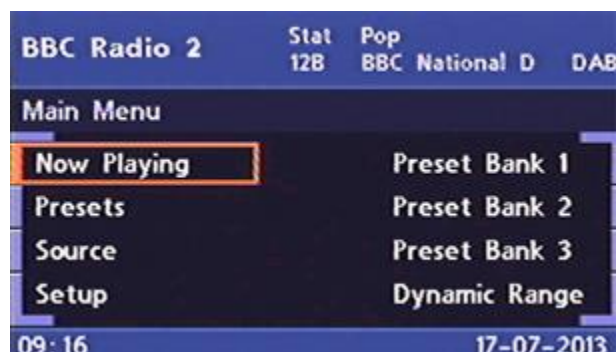 BBC Radio 2 Stat Pop
12B BBC National D DAB
Main Menu
Now Playing Preset Bank 1
Presets Preset Bank 2
Source Preset Bank 3
Setup Dynamic Range
09:16 17-07-2013